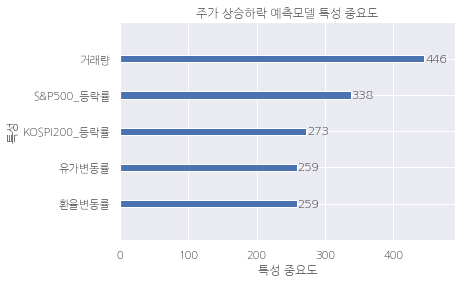 주가 상승하락 예측모델 특성 중요도
특성
거래량
446
S&P500_등락률
338
KOSPI200_등락률
273
유가변동률
259
환율변동률
259
0 100 200 300 400
특성 중요도